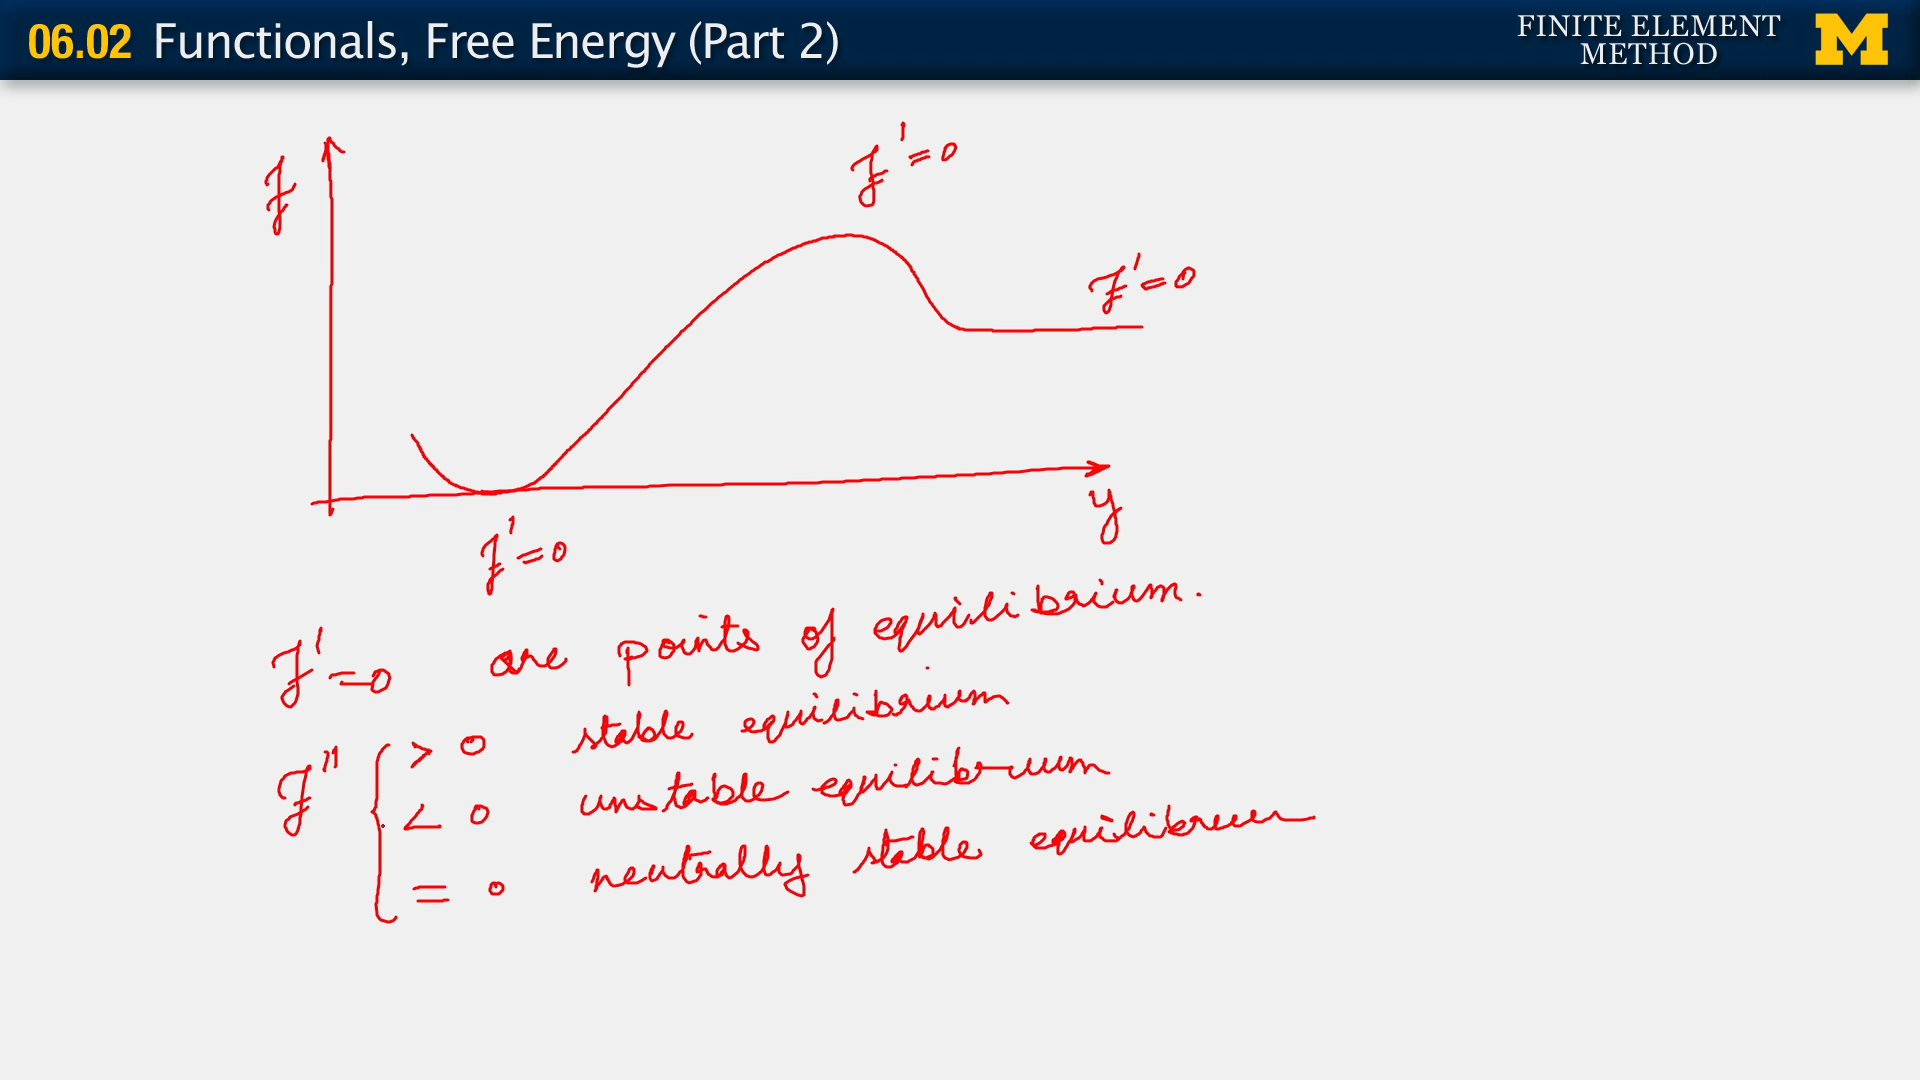 06.02 Functionals, Free Energy (Part 2)
FINITE ELEMENT
METHOD
M
F
F'=0
F'=0
y
F'=0
F'=0 are points of equilibrium.
F'' { > 0 stable equilibrium
< 0 unstable equilibrium
= 0 neutrally stable equilibrium